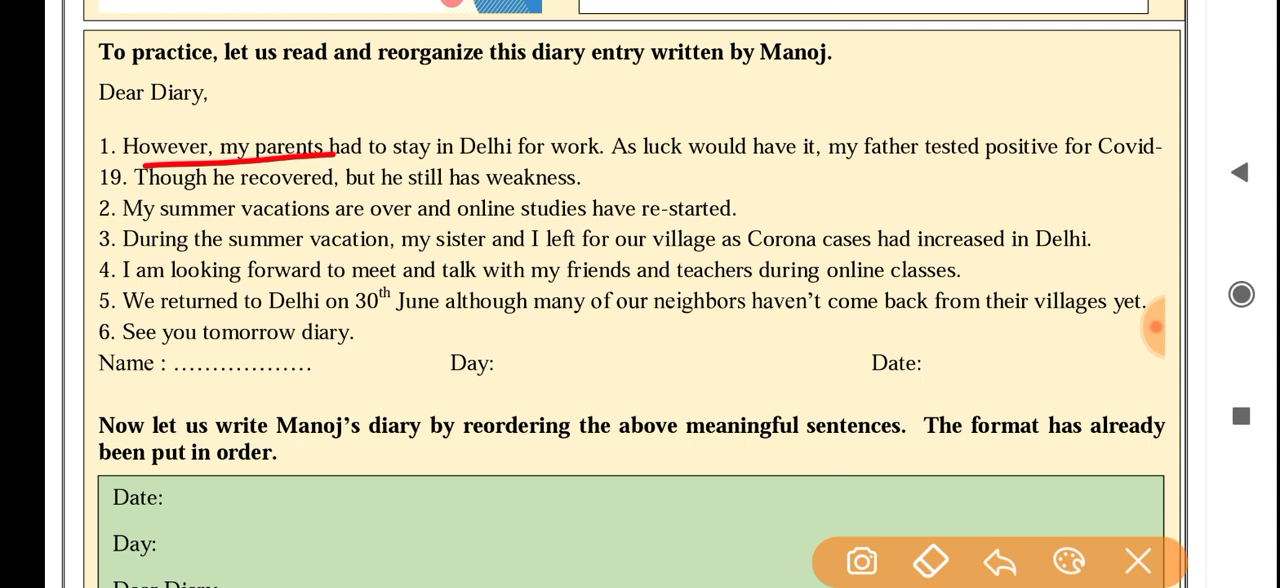 To practice, let us read and reorganize this diary entry written by Manoj.
Dear Diary,
1. However, my parents had to stay in Delhi for work. As luck would have it, my father tested positive for Covid-
19. Though he recovered, but he still has weakness.
2. My summer vacations are over and online studies have re-started.
3. During the summer vacation, my sister and I left for our village as Corona cases had increased in Delhi.
4. I am looking forward to meet and talk with my friends and teachers during online classes.
5. We returned to Delhi on 30th June although many of our neighbors haven't come back from their villages yet.
6. See you tomorrow diary.
Name : .................. Day: Date:
Now let us write Manoj's diary by reordering the above meaningful sentences. The format has already
been put in order.
Date:
Day:
Dear Diary